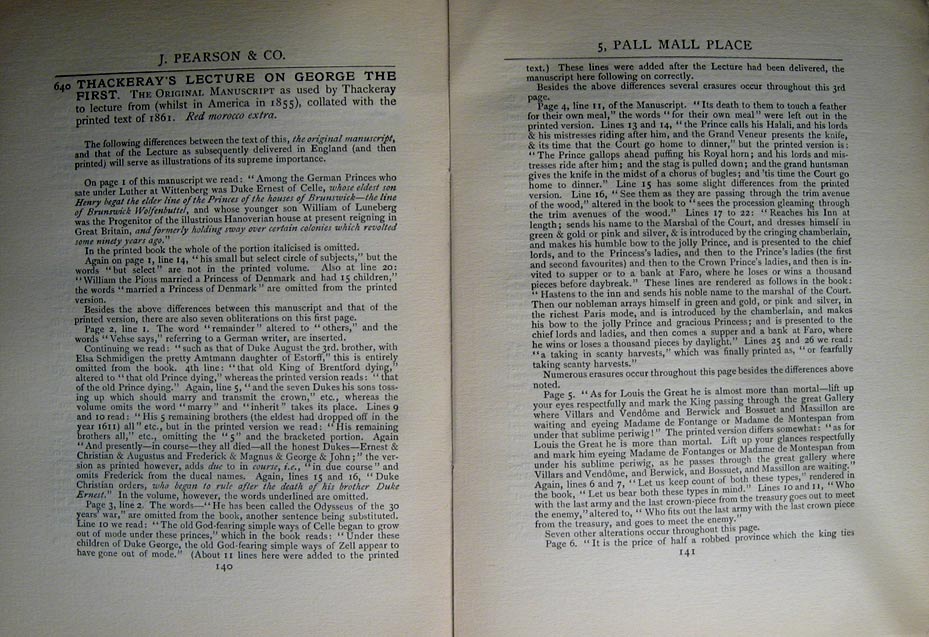 J. PEARSON & CO.
640 THACKERAY'S LECTURE ON GEORGE THE
FIRST. THE ORIGINAL MANUSCRIPT as used by Thackeray
to lecture from (whilst in America in 1855), collated with the
printed text of 1861. Red morocco extra.
The following differences between the text of this, the original manuscript,
and that of the Lecture as subsequently delivered in England (and then
printed) will serve as illustrations of its supreme importance.
On page 1 of this manuscript we read: "Among the German Princes who
sate under Luther at Wittenberg was Duke Ernest of Celle, whose eldest son
Henry begat the elder line of the Princes of the houses of Brunswick—the line
of Brunswick Wolfenbuttel, and whose younger son William of Luneberg
was the Progenitor of the illustrious Hanoverian house at present reigning in
Great Britain, and formerly holding sway over certain colonies which revolted
some ninety years ago."
In the printed book the whole of the portion italicised is omitted.
Again on page 1, line 14, "his small but select circle of subjects," but the
words "but select" are not in the printed volume. Also at line 20:
"William the Pious married a Princess of Denmark and had 15 children,"
the words "married a Princess of Denmark" are omitted from the printed
version.
Besides the above differences between this manuscript and that of the
printed version, there are also seven obliterations on this first page.
Page 2, line 1. The word "remainder" altered to "others," and the
words "Vehse says," referring to a German writer, are inserted.
Continuing we read: "such as that of Duke August the 3rd. brother, with
Elsa Schmidigen the pretty Amtmann daughter of Estorff," this is entirely
omitted from the book. 4th line: "that old King of Brentford dying,"
altered to "that old Prince dying," whereas the printed version reads: "that
of the old Prince dying." Again, line 5, "and the seven Dukes his sons toss-
ing up which should marry and transmit the crown," etc., whereas the
volume omits the word "marry" and "inherit" takes its place. Lines 9
and 10 read: "His 5 remaining brothers (the eldest had dropped off in the
year 1611) all" etc., but in the printed version we read: "His remaining
brothers all," etc., omitting the "5" and the bracketed portion. Again
"And presently—in course—they all died—all the honest Dukes—Ernest &
Christian & Augustus and Frederick & Magnus & George & John;" the ver-
sion as printed however, adds due to in course, i.e., "in due course" and
omits Frederick from the ducal names. Again, lines 15 and 16, "Duke
Christian orders, who began to rule after the death of his brother Duke
Ernest." In the volume, however, the words underlined are omitted.
Page 3, line 2. The words—"He has been called the Odysseus of the 30
years' war," are omitted from the book, another sentence being substituted.
Line 10 we read: "The old God-fearing simple ways of Celle began to grow
out of mode under these princes," which in the book reads: "Under these
children of Duke George, the old God-fearing simple ways of Zell appear to
have gone out of mode." (About 11 lines here were added to the printed
140
5, PALL MALL PLACE
text.) These lines were added after the Lecture had been delivered, the
manuscript here following on correctly.
Besides the above differences several erasures occur throughout this 3rd
page.
Page 4, line 11, of the Manuscript. "Its death to them to touch a feather
for their own meal," the words "for their own meal" were left out in the
printed version. Lines 13 and 14, "the Prince calls his Halali, and his lords
& his mistresses riding after him, and the Grand Veneur presents the knife,
& its time that the Court go home to dinner," but the printed version is:
"The Prince gallops ahead puffing his Royal horn; and his lords and mis-
tresses ride after him; and the stag is pulled down; and the grand huntsman
gives the knife in the midst of a chorus of bugles; and 'tis time the Court go
home to dinner." Line 15 has some slight differences from the printed
version. Line 16, "See them as they are passing through the trim avenue
of the wood," altered in the book to "sees the procession gleaming through
the trim avenues of the wood." Lines 17 to 22: "Reaches his Inn at
length; sends his name to the Marshal of the Court, and dresses himself in
green & gold or pink and silver, & is introduced by the cringing chamberlain,
and makes his humble bow to the jolly Prince, and is presented to the chief
lords, and to the Princess's ladies, and then to the Prince's ladies (the first
and second favourites) and then to the Crown Prince's ladies, and then is in-
vited to supper or to a bank at Faro, where he loses or wins a thousand
pieces before daybreak." These lines are rendered as follows in the book:
"Hastens to the inn and sends his noble name to the marshal of the Court.
Then our nobleman arrays himself in green and gold, or pink and silver, in
the richest Paris mode, and is introduced by the chamberlain, and makes
his bow to the jolly Prince and gracious Princess; and is presented to the
chief lords and ladies, and then comes a supper and a bank at Faro, where
he wins or loses a thousand pieces by daylight." Lines 25 and 26 we read:
"a taking in scanty harvests," which was finally printed as, "or fearfully
taking scanty harvests."
Numerous erasures occur throughout this page besides the differences above
noted.
Page 5. "As for Louis the Great he is almost more than mortal—lift up
your eyes respectfully and mark the King passing through the great Gallery
where Villars and Vendôme and Berwick and Bossuet and Massillon are
waiting and eyeing Madame de Fontange or Madame de Montespan from
under that sublime periwig!" The printed version differs somewhat: "as for
Louis the Great he is more than mortal. Lift up your glances respectfully
and mark him eyeing Madame de Fontanges or Madame de Montespan from
under his sublime periwig, as he passes through the great gallery where
Villars and Vendôme, and Berwick, and Bossuet, and Massillon are waiting."
Again, lines 6 and 7, "Let us keep count of both these types," rendered in
the book, "Let us bear both these types in mind." Lines 10 and 11, "Who
with the last army and the last crown-piece from the treasury goes out to meet
the enemy," altered to, "Who fits out the last army with the last crown piece
from the treasury, and goes to meet the enemy."
Seven other alterations occur throughout this page.
Page 6. "It is the price of half a robbed province which the king ties
141